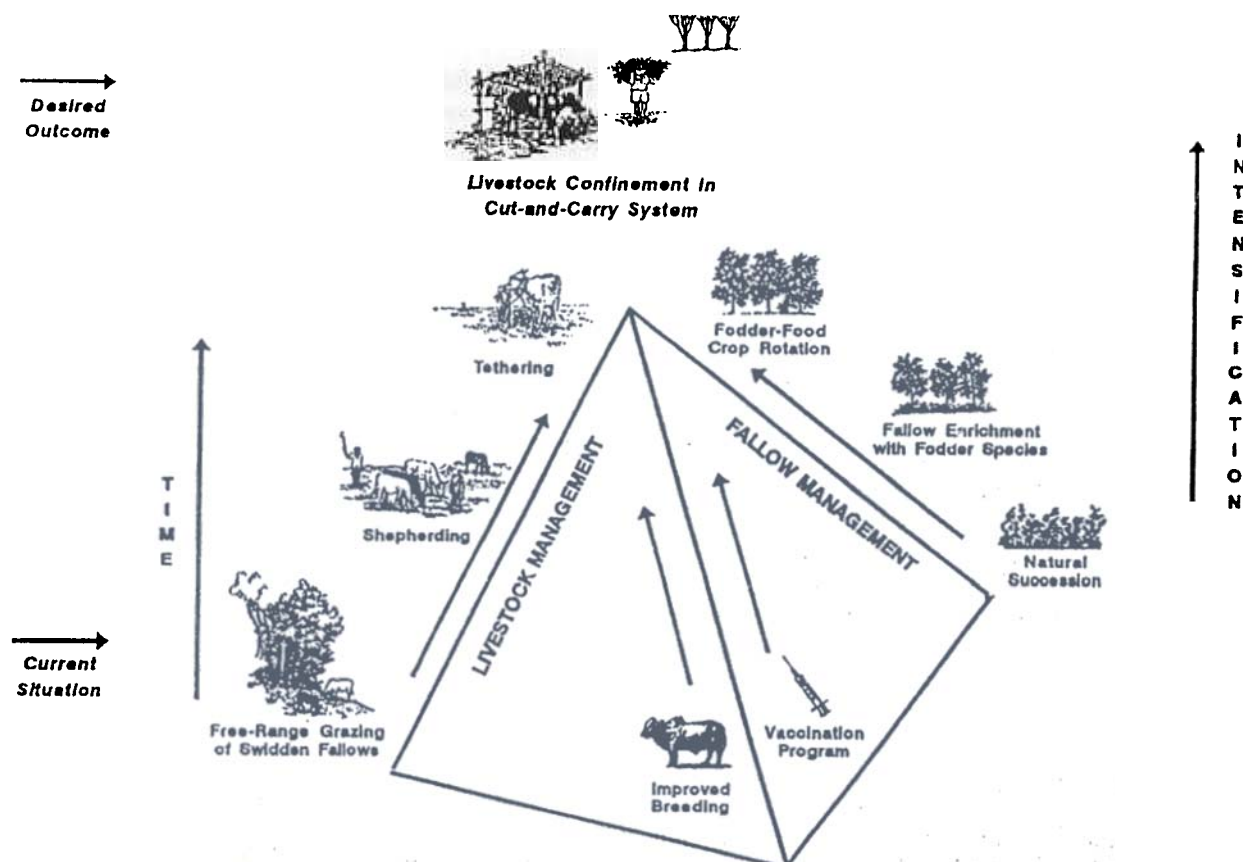 Desired
Outcome
Livestock Confinement in
Cut-and-Carry System
INTENSIFICATION
Tethering
Fodder-Food
Crop Rotation
Fallow Enrichment
with Fodder Species
TIME
Shepherding
LIVESTOCK MANAGEMENT
FALLOW MANAGEMENT
Natural
Succession
Current
Situation
Free-Range Grazing
of Swidden Fallows
Vaccination
Program
Improved
Breeding